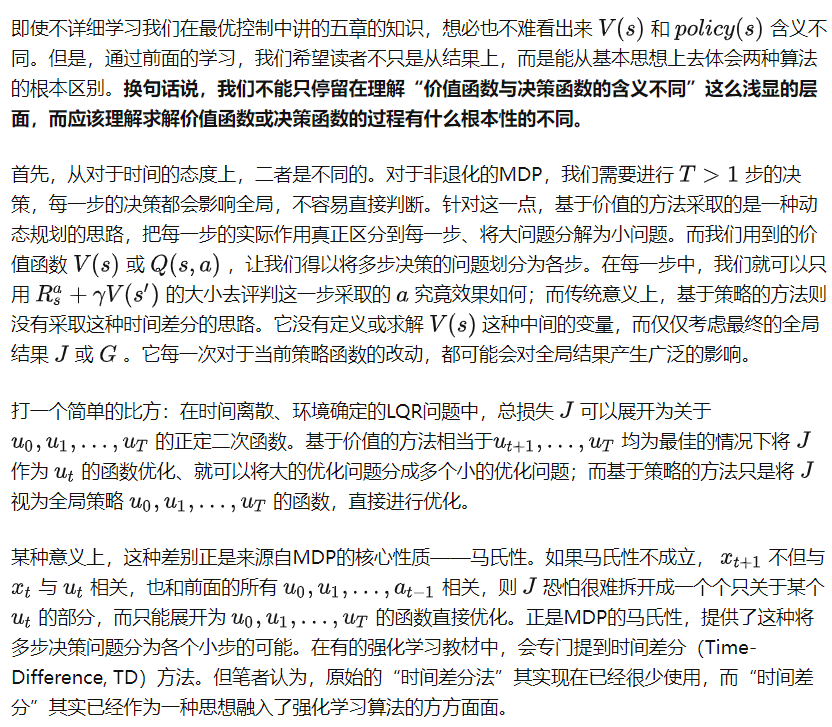 即使不详细学习我们在最优控制中讲的五章的知识，想必也不难看出来 V(s) 和 policy(s) 含义不
同。但是，通过前面的学习，我们希望读者不只是从结果上，而是能从基本思想上去体会两种算法
的根本区别。换句话说，我们不能只停留在理解“价值函数与决策函数的含义不同”这么浅显的层
面，而应该理解求解价值函数或决策函数的过程有什么根本性的不同。
首先，从对于时间的态度上，二者是不同的。对于非退化的MDP，我们需要进行 T > 1 步的决
策，每一步的决策都会影响全局，不容易直接判断。针对这一点，基于价值的方法采取的是一种动
态规划的思路，把每一步的实际作用真正区分到每一步、将大问题分解为小问题。而我们用到的价
值函数 V(s) 或 Q(s, a) ，让我们得以将多步决策的问题划分为各步。在每一步中，我们就可以只
用 R_s^a + γV(s′) 的大小去评判这一步采取的 a 究竟效果如何；而传统意义上，基于策略的方法则
没有采取这种时间差分的思路。它没有定义或求解 V(s) 这种中间的变量，而仅仅考虑最终的全局
结果 J 或 G 。它每一次对于当前策略函数的改动，都可能会对全局结果产生广泛的影响。
打一个简单的比方：在时间离散、环境确定的LQR问题中，总损失 J 可以展开为关于
u_0, u_1, . . . , u_T 的正定二次函数。基于价值的方法相当于u_{t+1}, . . . , u_T 均为最佳的情况下将 J
作为 u_t 的函数优化、就可以将大的优化问题分成多个小的优化问题；而基于策略的方法只是将 J
视为全局策略 u_0, u_1, . . . , u_T 的函数，直接进行优化。
某种意义上，这种差别正是来源自MDP的核心性质——马氏性。如果马氏性不成立， x_{t+1} 不但与
x_t 与 u_t 相关，也和前面的所有 u_0, u_1, . . . , a_{t−1} 相关，则 J 恐怕很难拆开成一个个只关于某个
u_t 的部分，而只能展开为 u_0, u_1, . . . , u_T 的函数直接优化。正是MDP的马氏性，提供了这种将
多步决策问题分为各个小步的可能。在有的强化学习教材中，会专门提到时间差分（Time-
Difference, TD）方法。但笔者认为，原始的“时间差分法”其实现在已经很少使用，而“时间差
分”其实已经作为一种思想融入了强化学习算法的方方面面。